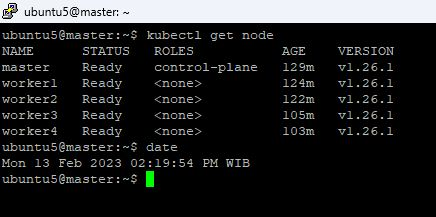 ubuntu5@master: ~
ubuntu5@master:~$ kubectl get node
NAME      STATUS   ROLES           AGE    VERSION
master    Ready    control-plane   129m   v1.26.1
worker1   Ready    <none>          124m   v1.26.1
worker2   Ready    <none>          122m   v1.26.1
worker3   Ready    <none>          105m   v1.26.1
worker4   Ready    <none>          103m   v1.26.1
ubuntu5@master:~$ date
Mon 13 Feb 2023 02:19:54 PM WIB
ubuntu5@master:~$